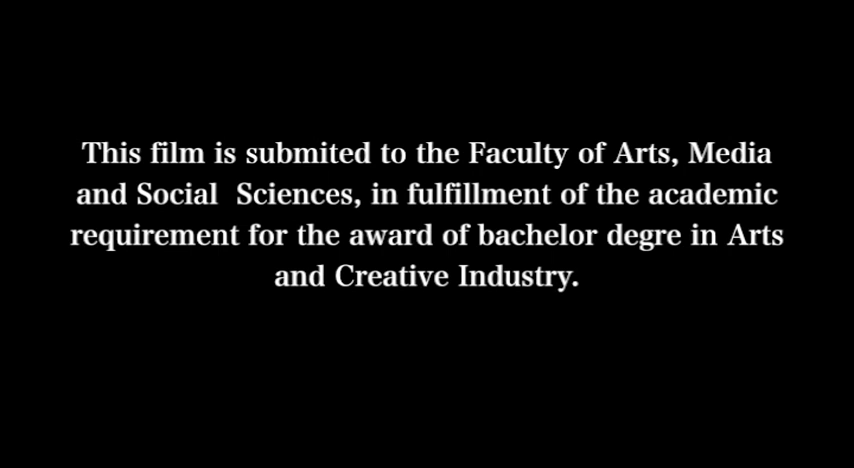 This film is submited to the Faculty of Arts, Media
and Social  Sciences, in fulfillment of the academic
requirement for the award of bachelor degre in Arts
and Creative Industry.